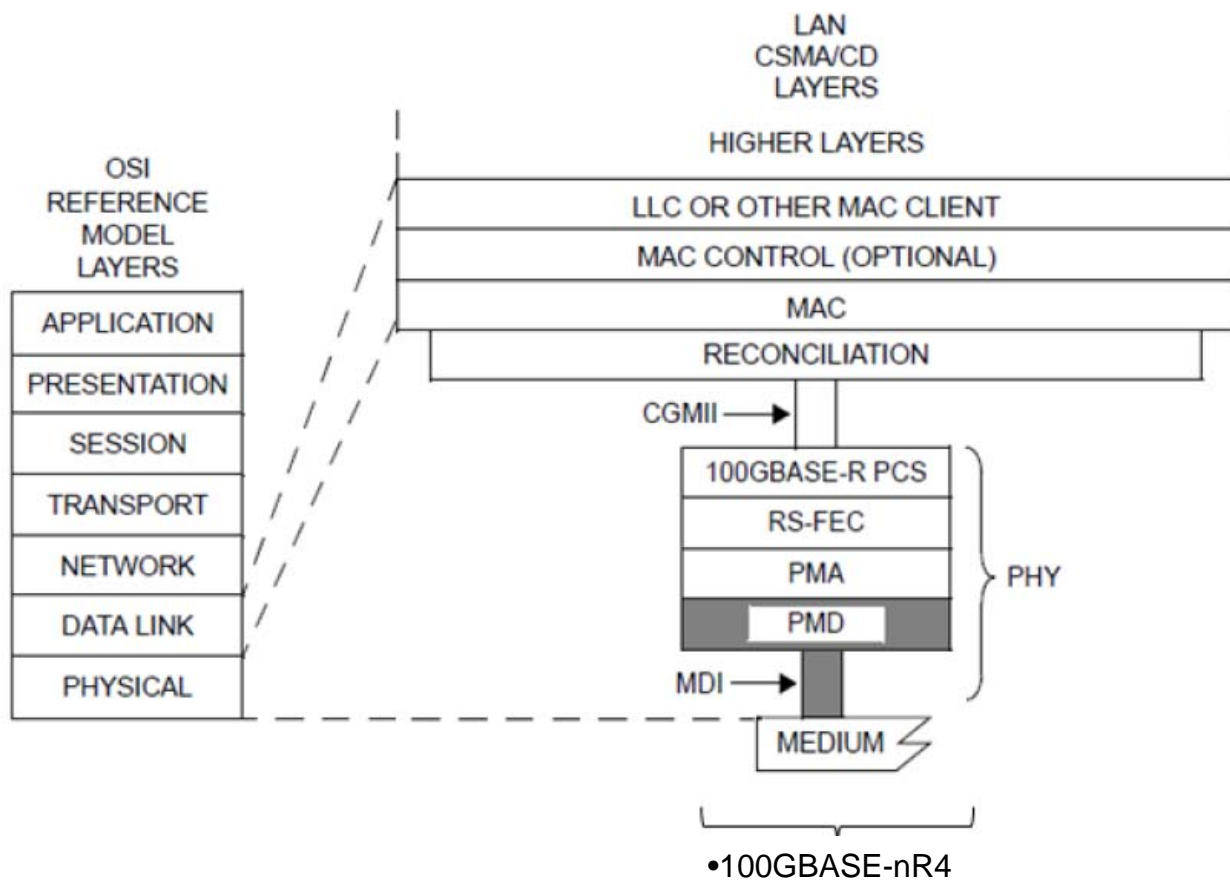 LAN
CSMA/CD
LAYERS
HIGHER LAYERS
OSI
REFERENCE
MODEL
LAYERS
LLC OR OTHER MAC CLIENT
MAC CONTROL (OPTIONAL)
MAC
RECONCILIATION
APPLICATION
PRESENTATION
SESSION
TRANSPORT
NETWORK
DATA LINK
PHYSICAL
CGMII
100GBASE-R PCS
RS-FEC
PMA
PMD
PHY
MDI
MEDIUM
•100GBASE-nR4